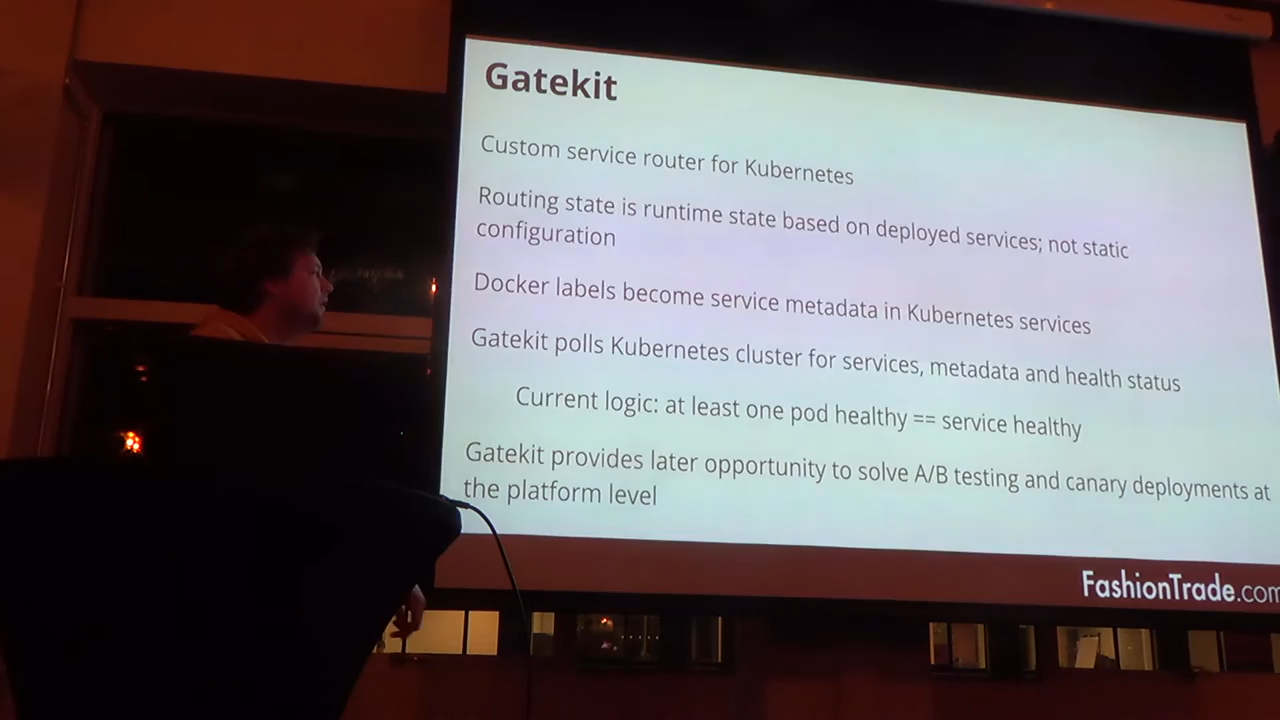 Gatekit
Custom service router for Kubernetes
Routing state is runtime state based on deployed services; not static
configuration
Docker labels become service metadata in Kubernetes services
Gatekit polls Kubernetes cluster for services, metadata and health status
Current logic: at least one pod healthy == service healthy
Gatekit provides later opportunity to solve A/B testing and canary deployments at
the platform level
FashionTrade.com